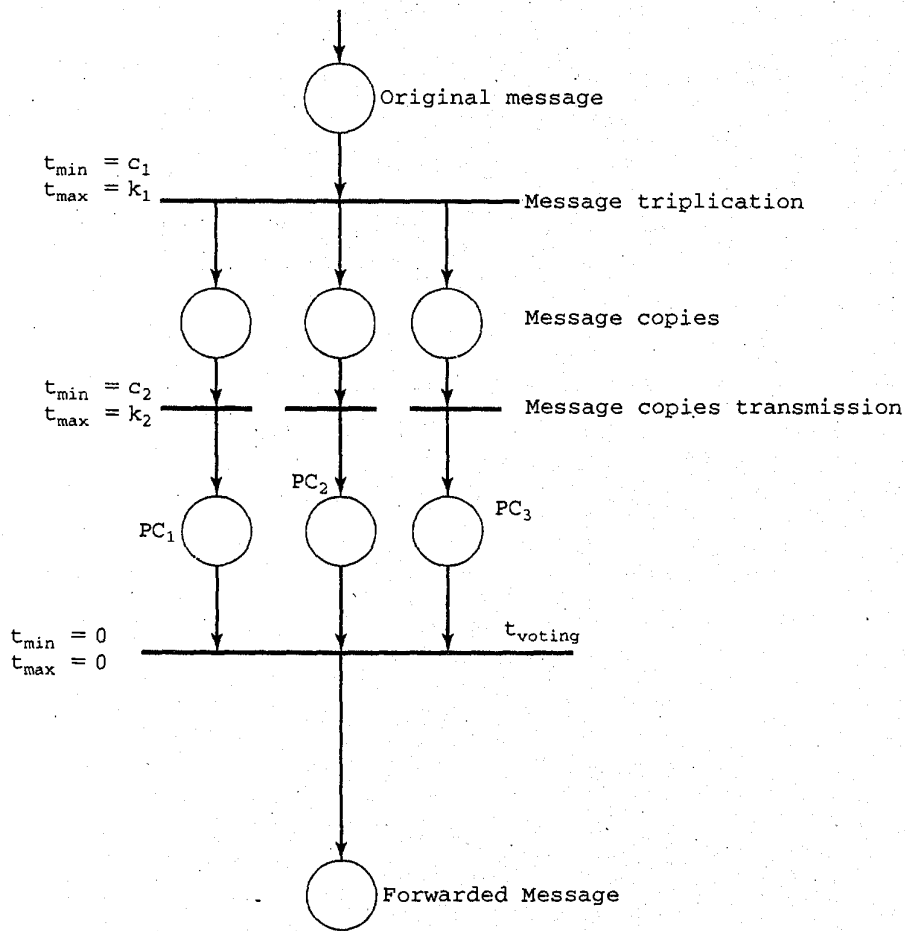 Original message
t_min = c_1
t_max = k_1
Message triplication
Message copies
t_min = c_2
t_max = k_2
Message copies transmission
PC_2
PC_1
PC_3
t_min = 0
t_max = 0
t_voting
Forwarded Message